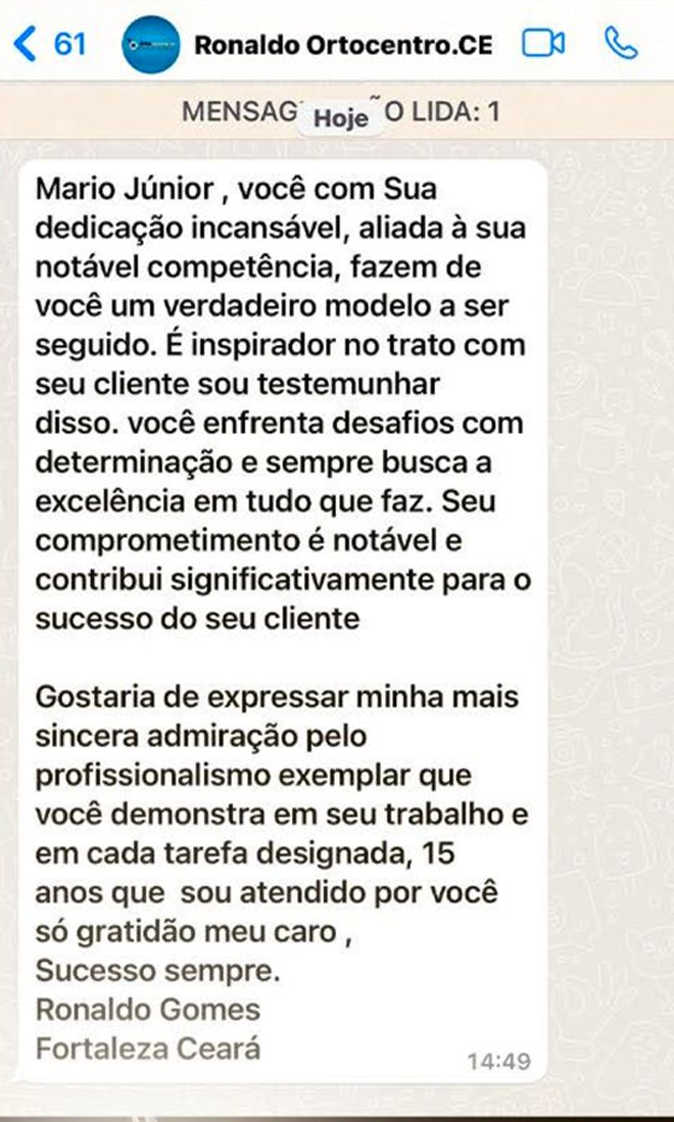 61
Ronaldo Ortocentro.CE
MENSAG ÃO LIDA: 1
Hoje
Mario Júnior , você com Sua
dedicação incansável, aliada à sua
notável competência, fazem de
você um verdadeiro modelo a ser
seguido. É inspirador no trato com
seu cliente sou testemunhar
disso. você enfrenta desafios com
determinação e sempre busca a
excelência em tudo que faz. Seu
comprometimento é notável e
contribui significativamente para o
sucesso do seu cliente
Gostaria de expressar minha mais
sincera admiração pelo
profissionalismo exemplar que
você demonstra em seu trabalho e
em cada tarefa designada, 15
anos que sou atendido por você
só gratidão meu caro ,
Sucesso sempre.
Ronaldo Gomes
Fortaleza Ceará
14:49